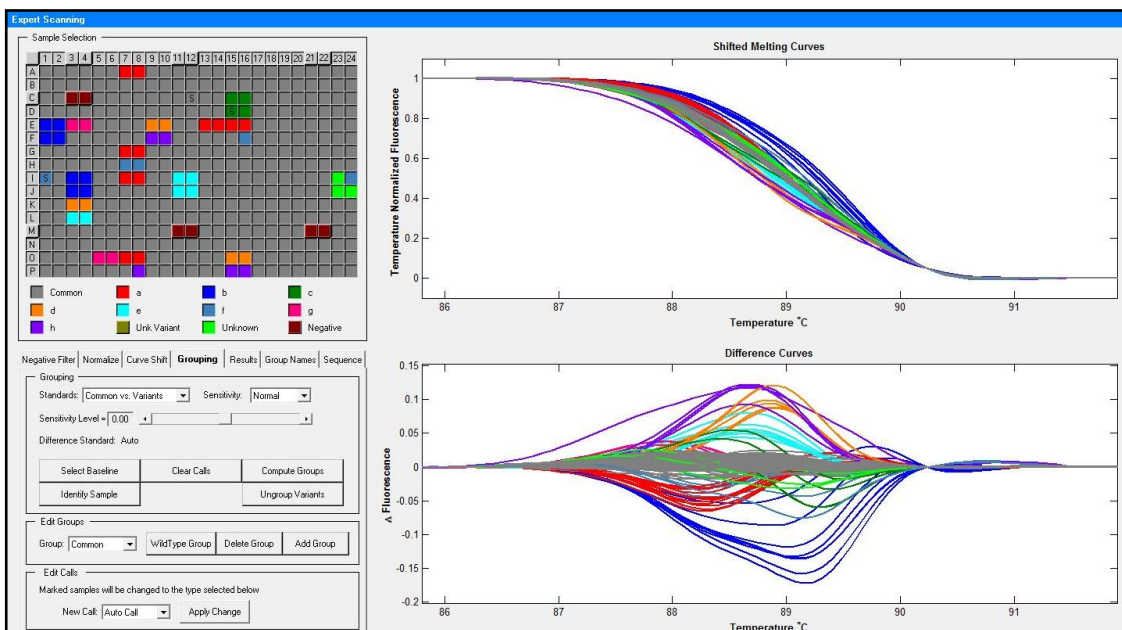 Expert Scanning
Sample Selection
1 2 3 4 5 6 7 8 9 10 11 12 13 14 15 16 17 18 19 20 21 22 23 24
A
B
C S
D S
E
F
G
H
I S
J
K
L
M
N
O
P
Common a b c
d e f g
h Unk Variant Unknown Negative
Negative Filter Normalize Curve Shift Grouping Results Group Names Sequence
Grouping
Standards: Common vs. Variants Sensitivity: Normal
Sensitivity Level = 0.00
Difference Standard: Auto
Select Baseline Clear Calls Compute Groups
Identify Sample Ungroup Variants
Edit Groups
Group: Common WildType Group Delete Group Add Group
Edit Calls
Marked samples will be changed to the type selected below
New Call: Auto Call Apply Change
Shifted Melting Curves
Temperature Normalized Fluorescence
1
0.8
0.6
0.4
0.2
0
86 87 88 89 90 91
Temperature °C
Difference Curves
Δ Fluorescence
0.15
0.1
0.05
0
-0.05
-0.1
-0.15
-0.2
86 87 88 89 90 91
Temperature °C